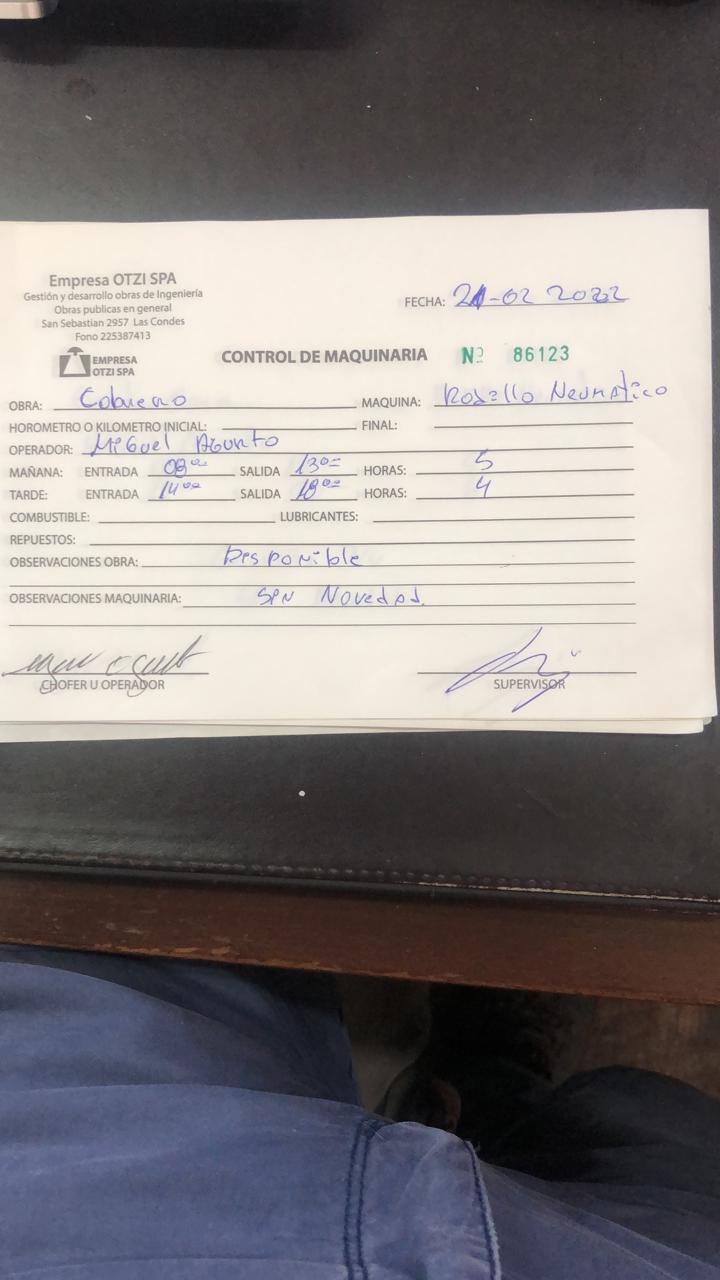 Empresa OTZI SPA
Gestión y desarrollo obras de Ingeniería
Obras publicas en general
San Sebastian 2957 Las Condes
Fono 225387413
EMPRESA
OTZI SPA
FECHA: 21-02 2022
CONTROL DE MAQUINARIA Nº 86123
OBRA: Cobreno MAQUINA: Rodillo Neumatico
HOROMETRO O KILOMETRO INICIAL: FINAL:
OPERADOR: Miguel Agurto
MAÑANA: ENTRADA 08 00 SALIDA 13 00 HORAS: 5
TARDE: ENTRADA 14 00 SALIDA 18 00 HORAS: 4
COMBUSTIBLE: LUBRICANTES:
REPUESTOS:
OBSERVACIONES OBRA: Disponible
OBSERVACIONES MAQUINARIA: Sin Novedad.
CHOFER U OPERADOR SUPERVISOR